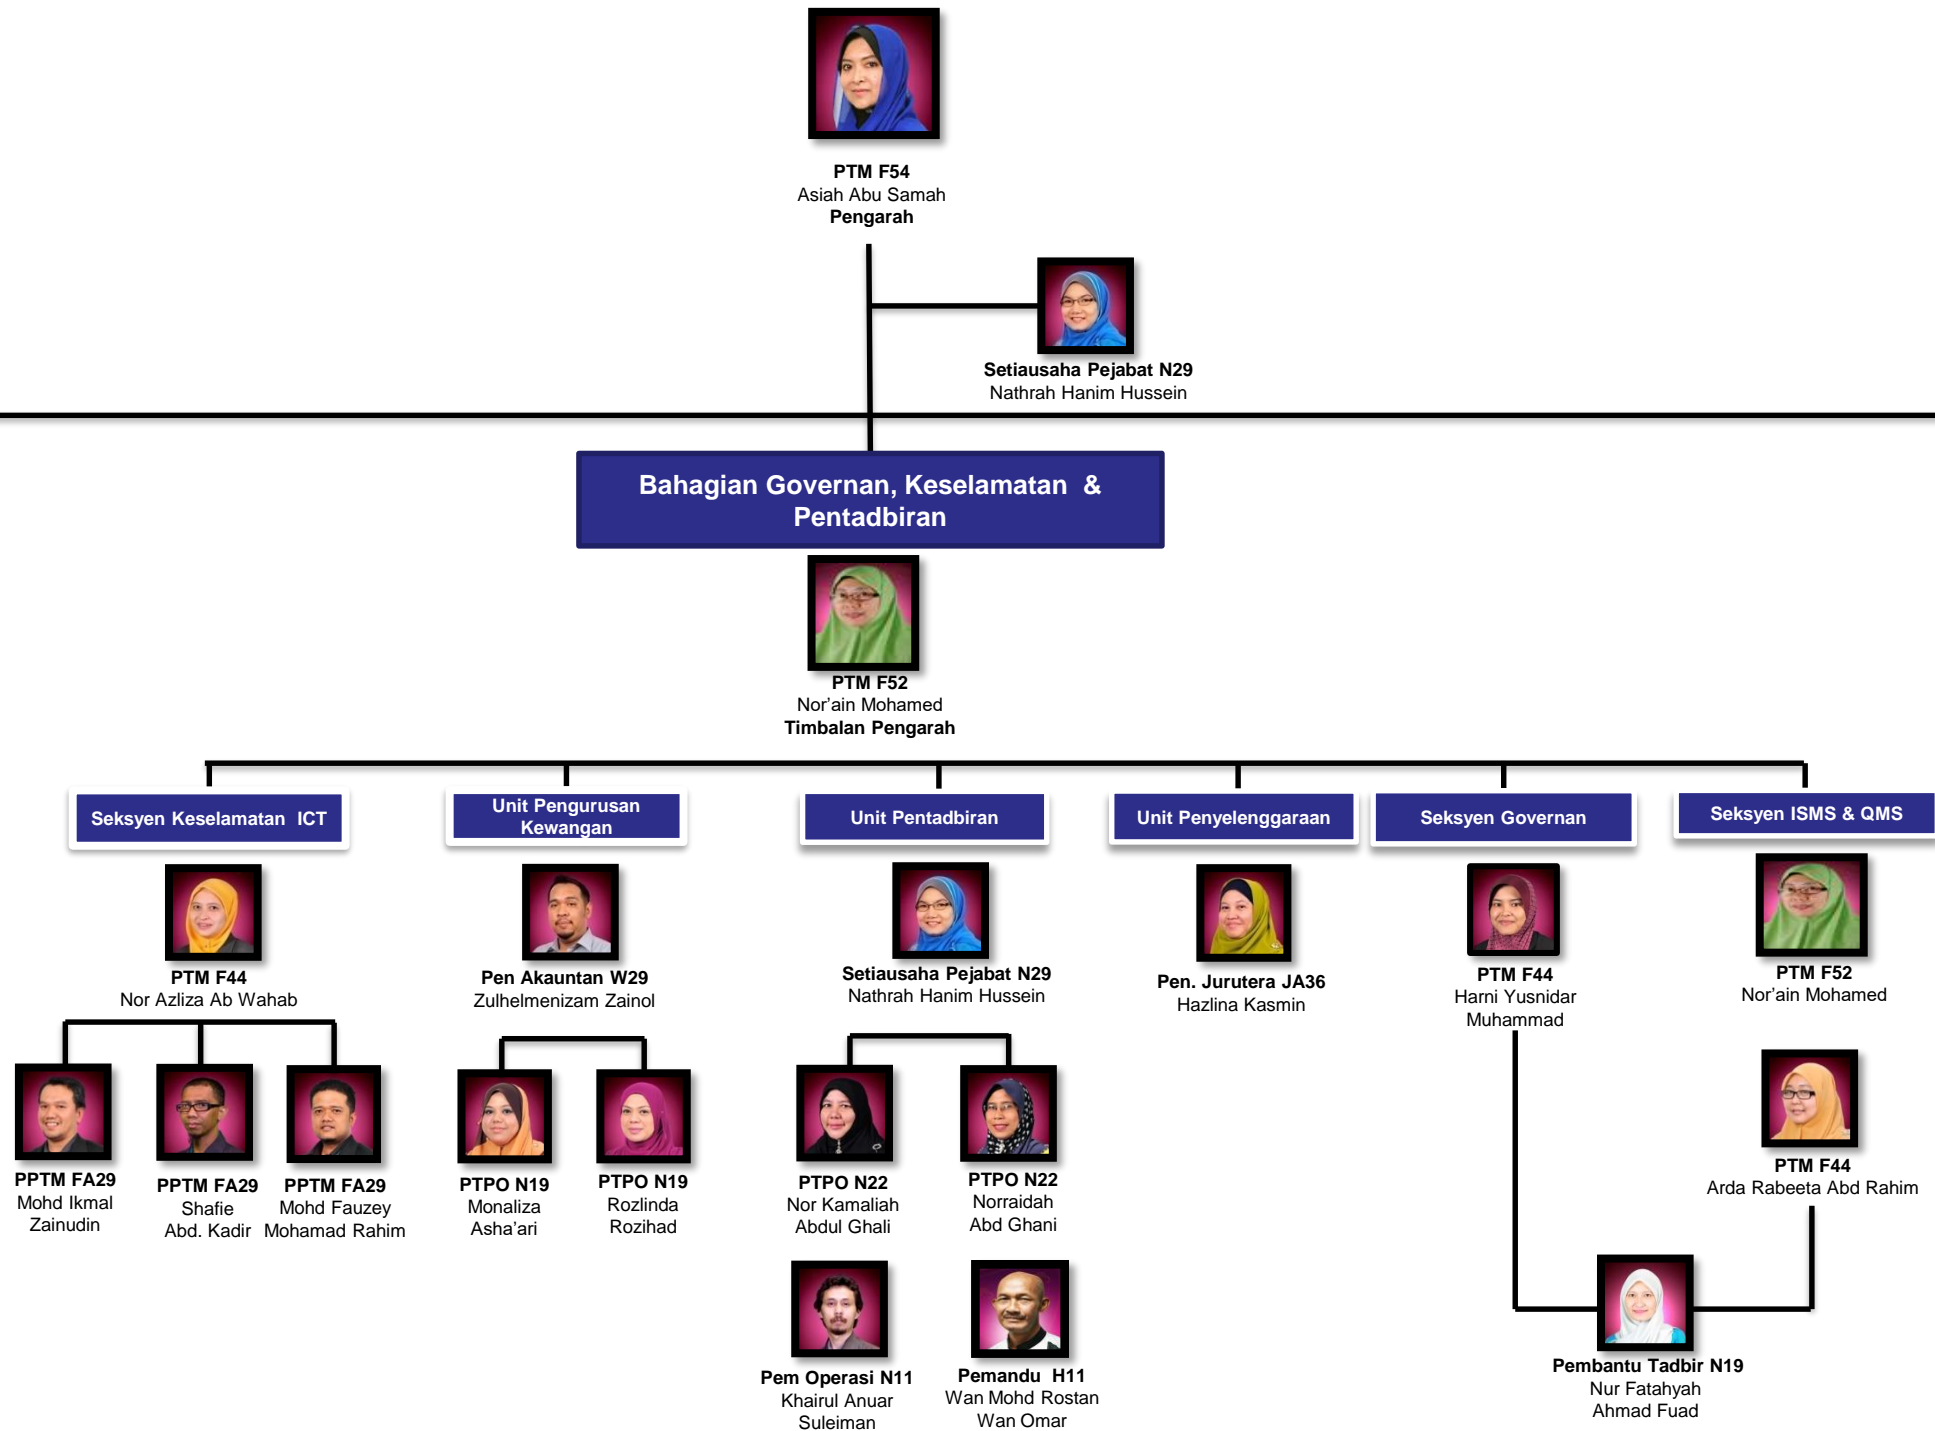 PTM F54
Asiah Abu Samah
Pengarah
Setiausaha Pejabat N29
Nathrah Hanim Hussein
Bahagian Governan, Keselamatan &
Pentadbiran
PTM F52
Nor’ain Mohamed
Timbalan Pengarah
Seksyen Keselamatan ICT
Unit Pengurusan
Kewangan
Unit Pentadbiran
Unit Penyelenggaraan
Seksyen Governan
Seksyen ISMS & QMS
PTM F44
Nor Azliza Ab Wahab
Pen Akauntan W29
Zulhelmenizam Zainol
Setiausaha Pejabat N29
Nathrah Hanim Hussein
Pen. Jurutera JA36
Hazlina Kasmin
PTM F44
Harni Yusnidar
Muhammad
PTM F52
Nor’ain Mohamed
PPTM FA29
Mohd Ikmal
Zainudin
PPTM FA29
Shafie
Abd. Kadir
PPTM FA29
Mohd Fauzey
Mohamad Rahim
PTPO N19
Monaliza
Asha’ari
PTPO N19
Rozlinda
Rozihad
PTPO N22
Nor Kamaliah
Abdul Ghali
PTPO N22
Norraidah
Abd Ghani
PTM F44
Arda Rabeeta Abd Rahim
Pem Operasi N11
Khairul Anuar
Suleiman
Pemandu H11
Wan Mohd Rostan
Wan Omar
Pembantu Tadbir N19
Nur Fatahyah
Ahmad Fuad